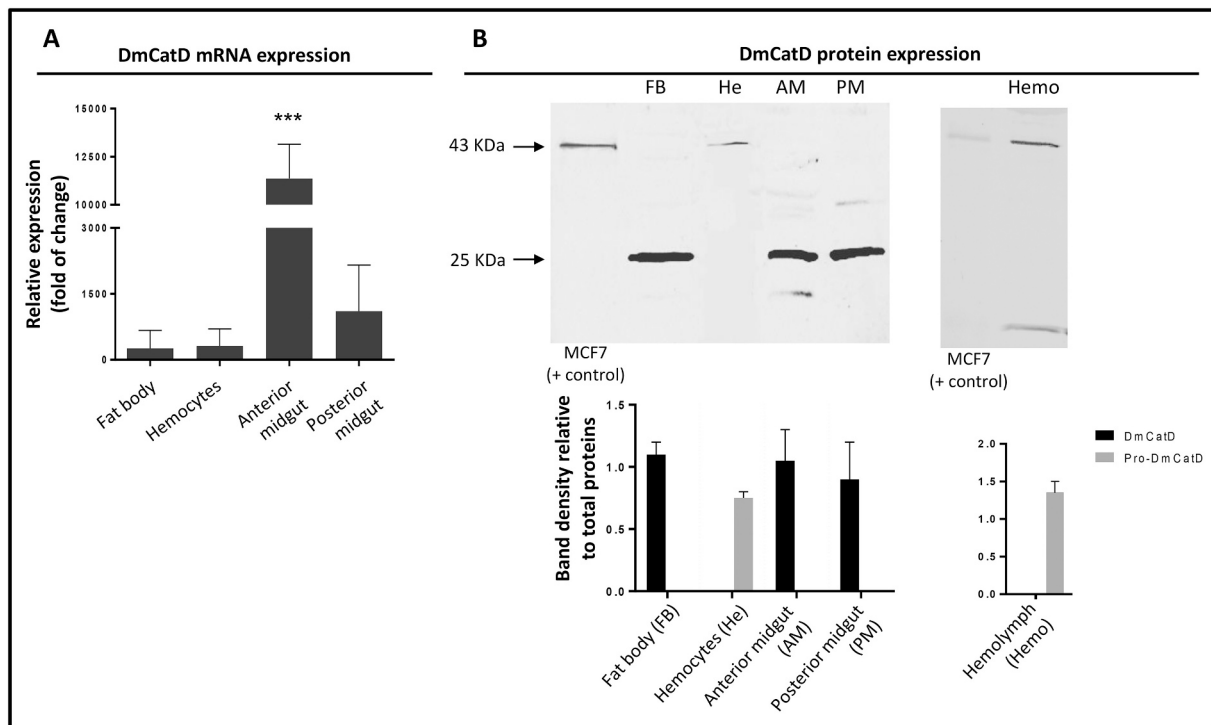 A
DmCatD mRNA expression
Relative expression
(fold of change)
15000
12500
10000
3000
1500
0
***
Fat body
Hemocytes
Anterior
midgut
Posterior
midgut
B
DmCatD protein expression
FB
He
AM
PM
Hemo
43 KDa
25 KDa
MCF7
(+ control)
MCF7
(+ control)
Band density relative
to total proteins
1.5
1.0
0.5
0.0
Fat body (FB)
Hemocytes (He)
Anterior midgut
(AM)
Posterior midgut
(PM)
2.0
1.5
1.0
0.5
0.0
Hemolymph
(Hemo)
DmCatD
Pro-DmCatD